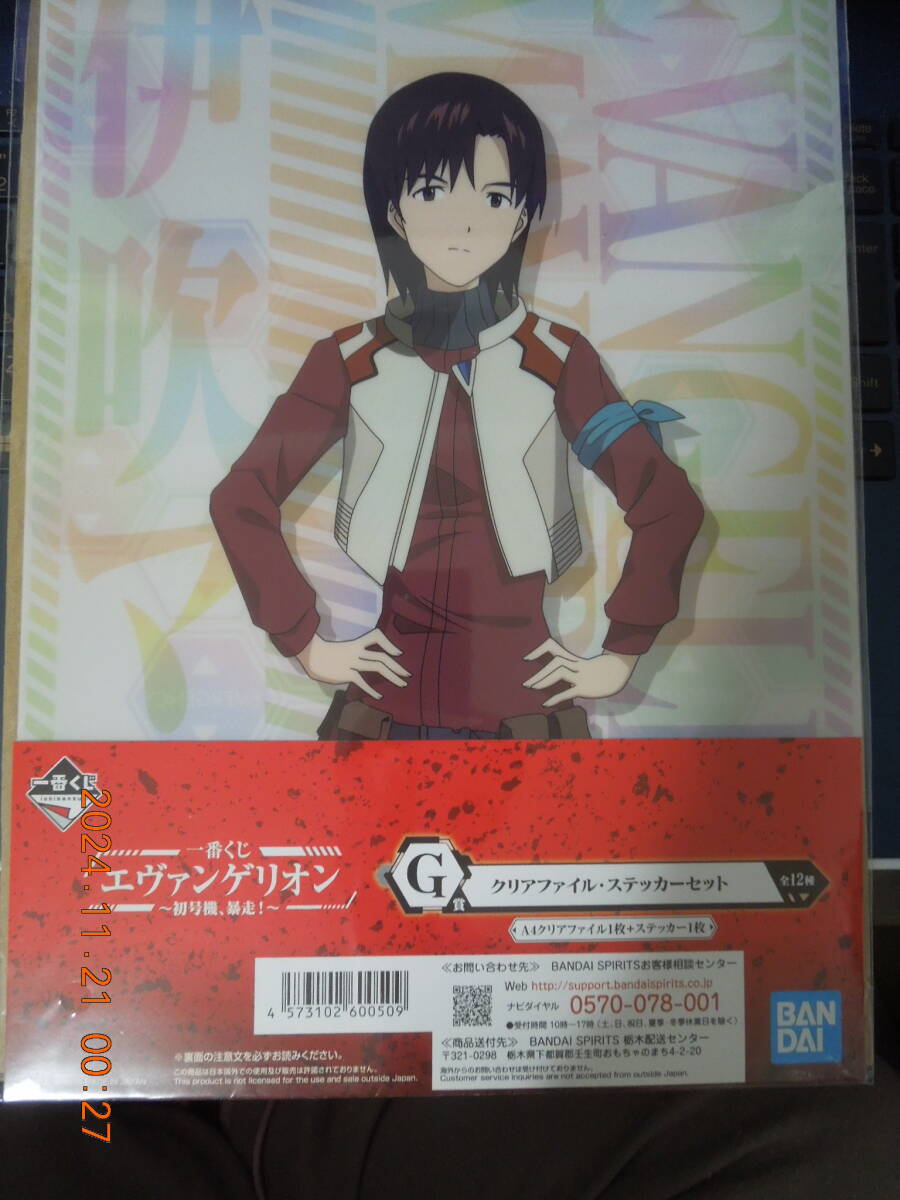 伊吹マヤ
EVANGELI
MAYA
一番くじ
一番くじ
エヴァンゲリオン
～初号機、暴走！～
G賞
クリアファイル・ステッカーセット
全12種
A4クリアファイル1枚+ステッカー1枚
4 573102 600509
≪お問い合わせ先≫ BANDAI SPIRITSお客様相談センター
Web http://support.bandaispirits.co.jp
ナビダイヤル 0570-078-001
●受付時間 10時～17時 (土、日、祝日、夏季・冬季休業日を除く)
≪商品送付先≫ BANDAI SPIRITS 栃木配送センター
〒321-0298 栃木県下都賀郡壬生町おもちゃのまち4-2-20
海外からのお問い合わせは受け付けておりません。
Customer service inquiries are not accepted from outside Japan.
BANDAI
※裏面の注意文を必ずお読みください。
この商品は日本国外での使用及び販売は許諾されておりません。
This product is not licensed for the use and sale outside Japan.
MADE IN JAPAN
2024.11.21 00:27